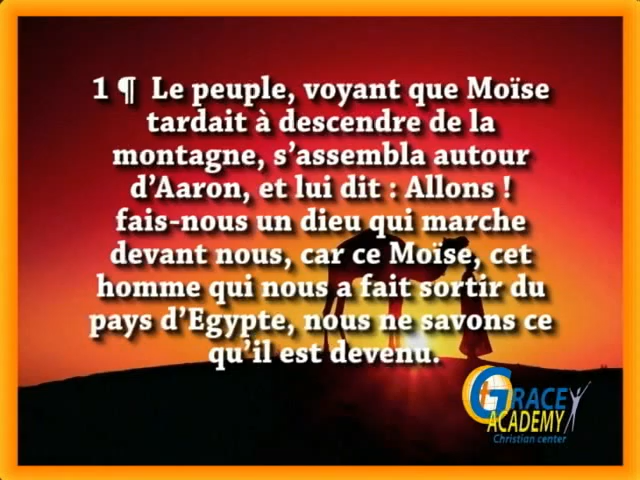 1 ¶ Le peuple, voyant que Moïse
tardait à descendre de la
montagne, s’assembla autour
d’Aaron, et lui dit : Allons !
fais-nous un dieu qui marche
devant nous, car ce Moïse, cet
homme qui nous a fait sortir du
pays d’Egypte, nous ne savons ce
qu’il est devenu.
GRACE
ACADEMY
Christian center